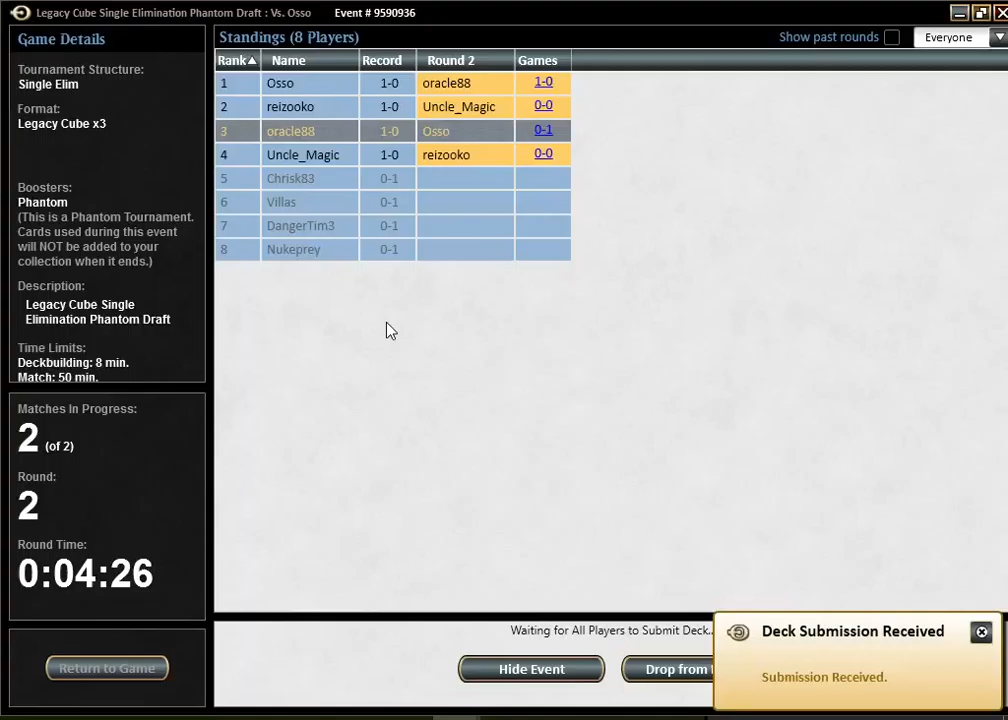 Legacy Cube Single Elimination Phantom Draft : Vs. Osso Event # 9590936
Game Details
Tournament Structure:
Single Elim
Format:
Legacy Cube x3
Boosters:
Phantom
(This is a Phantom Tournament.
Cards used during this event
will NOT be added to your
collection when it ends.)
Description:
Legacy Cube Single
Elimination Phantom Draft
Time Limits:
Deckbuilding: 8 min.
Match: 50 min.
Matches In Progress:
2 (of 2)
Round:
2
Round Time:
0:04:26
Return to Game
Standings (8 Players)
Show past rounds
Everyone
Rank Name Record Round 2 Games
1 Osso 1-0 oracle88 1-0
2 reizooko 1-0 Uncle_Magic 0-0
3 oracle88 1-0 Osso 0-1
4 Uncle_Magic 1-0 reizooko 0-0
5 Chrisk83 0-1
6 Villas 0-1
7 DangerTim3 0-1
8 Nukeprey 0-1
Waiting for All Players to Submit Deck..
Hide Event
Drop from
Deck Submission Received
Submission Received.